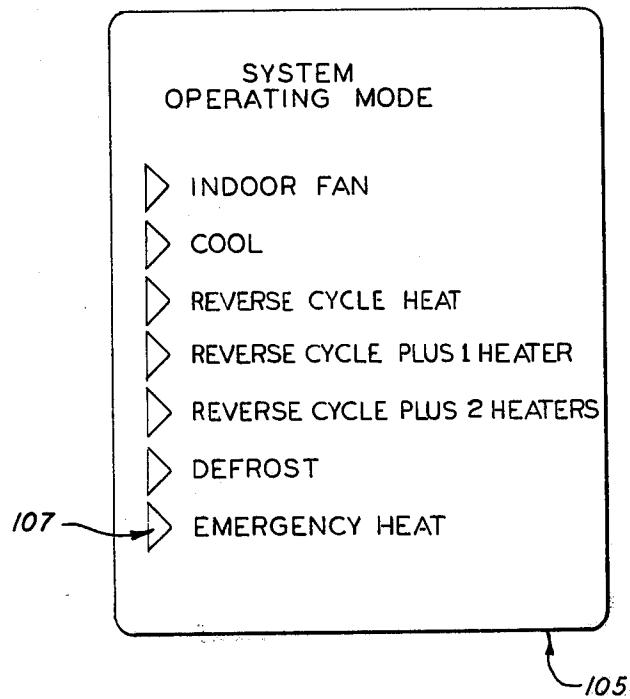 SYSTEM
OPERATING MODE
INDOOR FAN
COOL
REVERSE CYCLE HEAT
REVERSE CYCLE PLUS 1 HEATER
REVERSE CYCLE PLUS 2 HEATERS
DEFROST
EMERGENCY HEAT
107
105